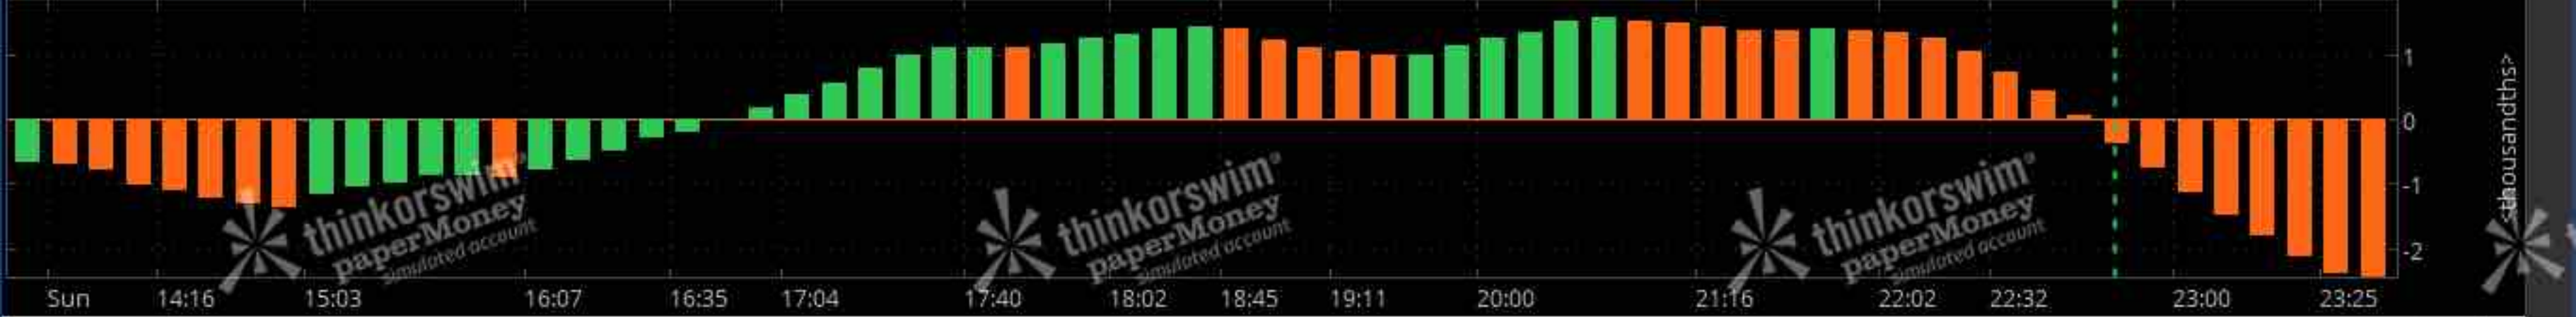 1
0
-1
-2
<thousandths>
thinkorswim®
paperMoney
simulated account
thinkorswim®
paperMoney
simulated account
thinkorswim®
paperMoney
simulated account
Sun 14:16 15:03 16:07 16:35 17:04 17:40 18:02 18:45 19:11 20:00 21:16 22:02 22:32 23:00 23:25